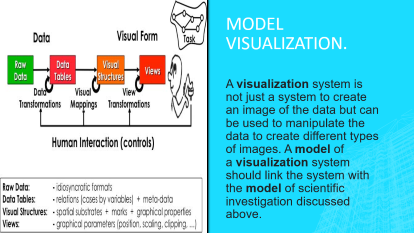 Data
Visual Form
Task
Raw Data
Data Tables
Visual Structures
Views
Data Transformations
Visual Mappings
View Transformations
Human Interaction (controls)
Raw Data: - idiosyncratic formats
Data Tables: - relations (cases by variables) + meta-data
Visual Structures: - spatial substrates + marks + graphical properties
Views: - graphical parameters (position, scaling, clipping, ...)
MODEL
VISUALIZATION.
A visualization system is
not just a system to create
an image of the data but can
be used to manipulate the
data to create different types
of images. A model of
a visualization system
should link the system with
the model of scientific
investigation discussed
above.